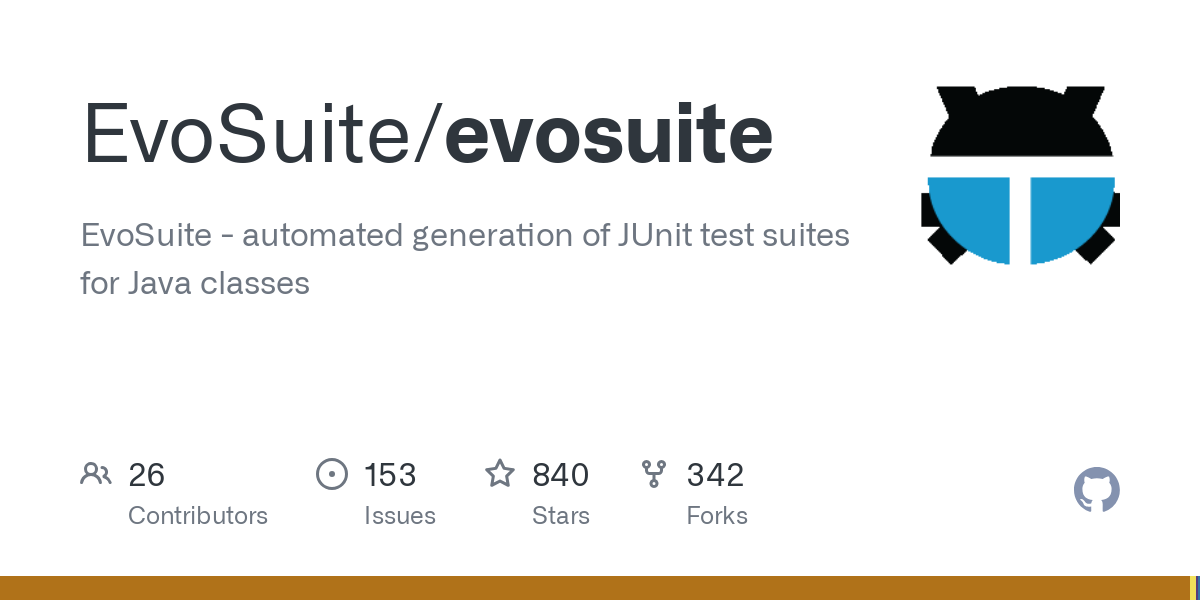 EvoSuite/evosuite
EvoSuite - automated generation of JUnit test suites
for Java classes
26
Contributors
153
Issues
840
Stars
342
Forks